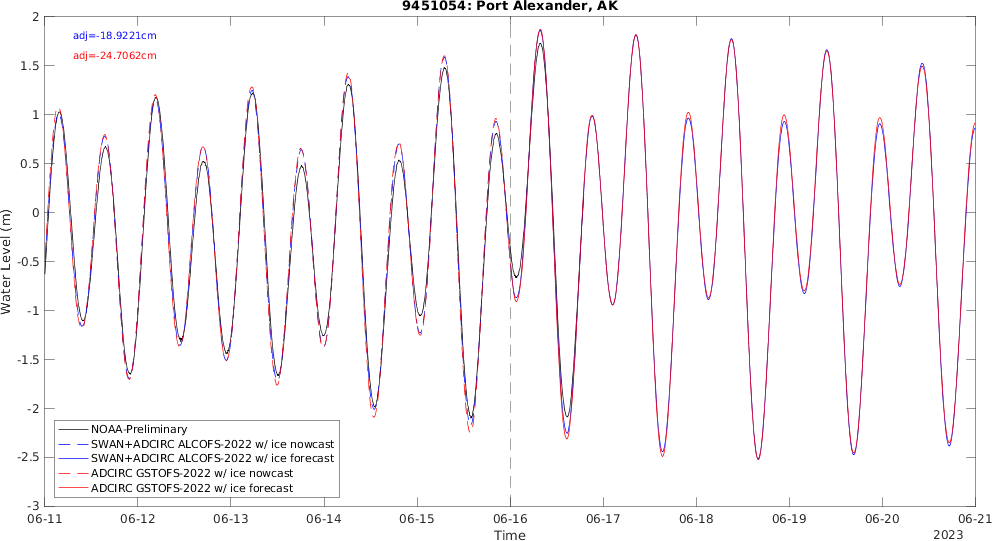 9451054: Port Alexander, AK
adj=-18.9221cm
adj=-24.7062cm
2
1.5
1
0.5
0
-0.5
-1
-1.5
-2
-2.5
-3
Water Level (m)
NOAA-Preliminary
SWAN+ADCIRC ALCOFS-2022 w/ ice nowcast
SWAN+ADCIRC ALCOFS-2022 w/ ice forecast
ADCIRC GSTOFS-2022 w/ ice nowcast
ADCIRC GSTOFS-2022 w/ ice forecast
06-11 06-12 06-13 06-14 06-15 06-16 06-17 06-18 06-19 06-20 06-21
Time
2023